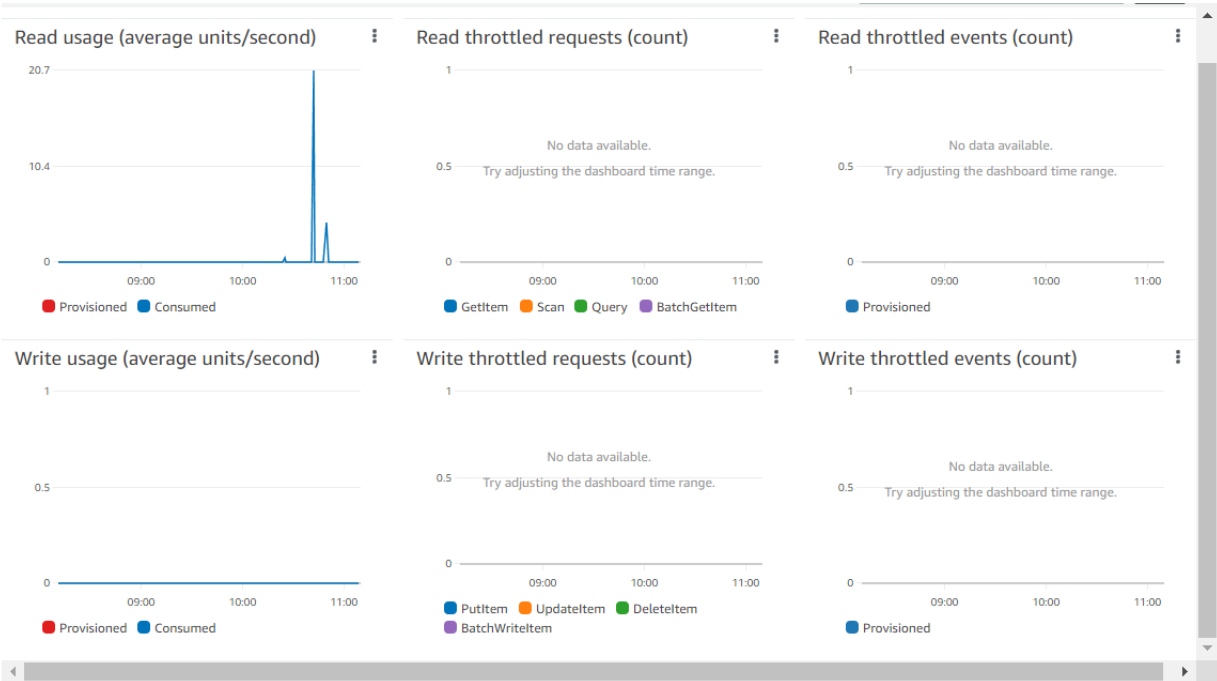 Read usage (average units/second)
20.7
10.4
0
09:00 10:00 11:00
Provisioned Consumed
Read throttled requests (count)
1
No data available.
0.5
Try adjusting the dashboard time range.
0
09:00 10:00 11:00
GetItem Scan Query BatchGetItem
Read throttled events (count)
1
No data available.
0.5
Try adjusting the dashboard time range.
0
09:00 10:00 11:00
Provisioned
Write usage (average units/second)
1
0.5
0
09:00 10:00 11:00
Provisioned Consumed
Write throttled requests (count)
1
No data available.
0.5
Try adjusting the dashboard time range.
0
09:00 10:00 11:00
PutItem UpdateItem DeleteItem
BatchWriteItem
Write throttled events (count)
1
No data available.
0.5
Try adjusting the dashboard time range.
0
09:00 10:00 11:00
Provisioned